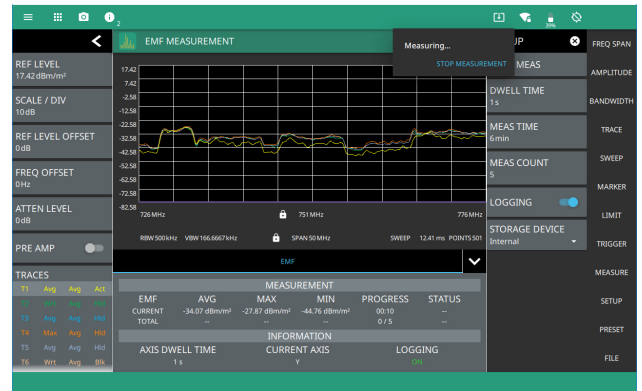 2
39%
EMF MEASUREMENT
Measuring...
STOP MEASUREMENT
UP
REF LEVEL
17.42 dBm/m²
SCALE / DIV
10 dB
REF LEVEL OFFSET
0 dB
FREQ OFFSET
0 Hz
ATTEN LEVEL
0 dB
PRE AMP
TRACES
T1 Avg Avg Act
T2 Avg
T3 Avg Avg Hld
T4 Max Avg Hld
T5 Avg Avg Hld
T6 Wrt Avg Blk
17.42
7.42
-2.58
-12.58
-22.58
-32.58
-42.58
-52.58
-62.58
-72.58
-82.58
726 MHz 751 MHz 776 MHz
RBW 500 kHz VBW 166.6667 kHz SPAN 50 MHz SWEEP 12.41 ms POINTS 501
EMF
MEASUREMENT
EMF AVG MAX MIN PROGRESS STATUS
CURRENT -34.07 dBm/m² -27.87 dBm/m² -44.76 dBm/m² 00:10 --
TOTAL -- -- -- 0 / 5 --
INFORMATION
AXIS DWELL TIME CURRENT AXIS LOGGING
1 s Y ON
MEAS
DWELL TIME
1 s
MEAS TIME
6 min
MEAS COUNT
5
LOGGING
STORAGE DEVICE
Internal
FREQ SPAN
AMPLITUDE
BANDWIDTH
TRACE
SWEEP
MARKER
LIMIT
TRIGGER
MEASURE
SETUP
PRESET
FILE